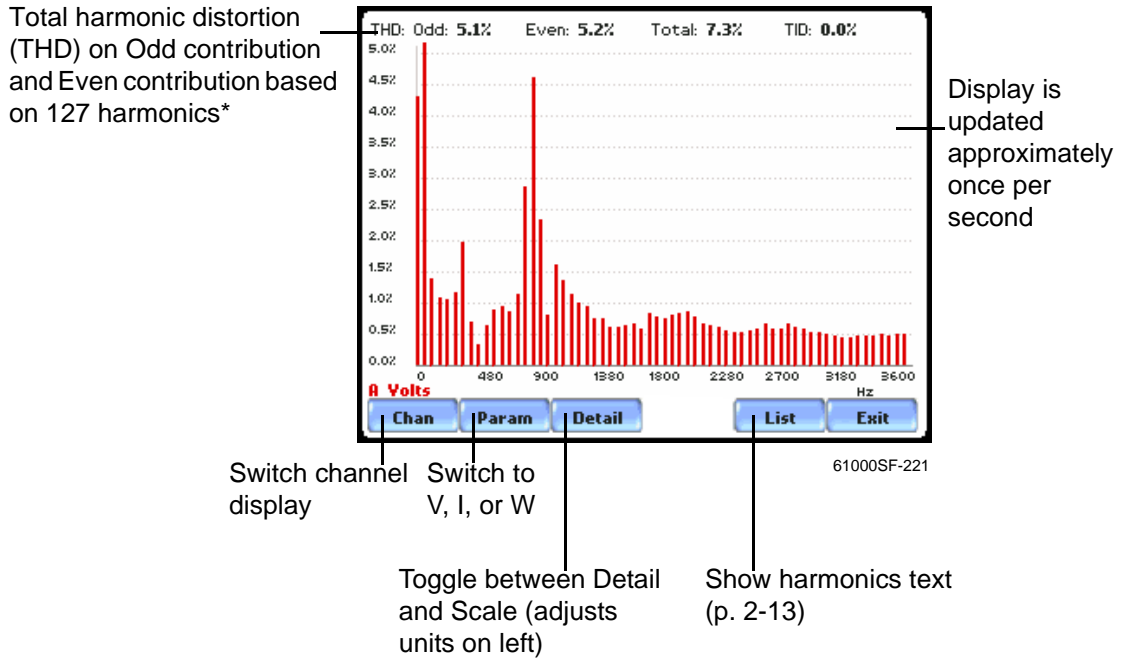 Total harmonic distortion
(THD) on Odd contribution
and Even contribution based
on 127 harmonics*
THD: Odd: 5.1% Even: 5.2% Total: 7.3% TID: 0.0%
5.0%
4.5%
4.0%
3.5%
3.0%
2.5%
2.0%
1.5%
1.0%
0.5%
0.0%
0 480 900 1380 1800 2280 2700 3180 3600
A Volts Hz
Chan Param Detail List Exit
Display is
updated
approximately
once per
second
61000SF-221
Switch channel
display
Switch to
V, I, or W
Toggle between Detail
and Scale (adjusts
units on left)
Show harmonics text
(p. 2-13)